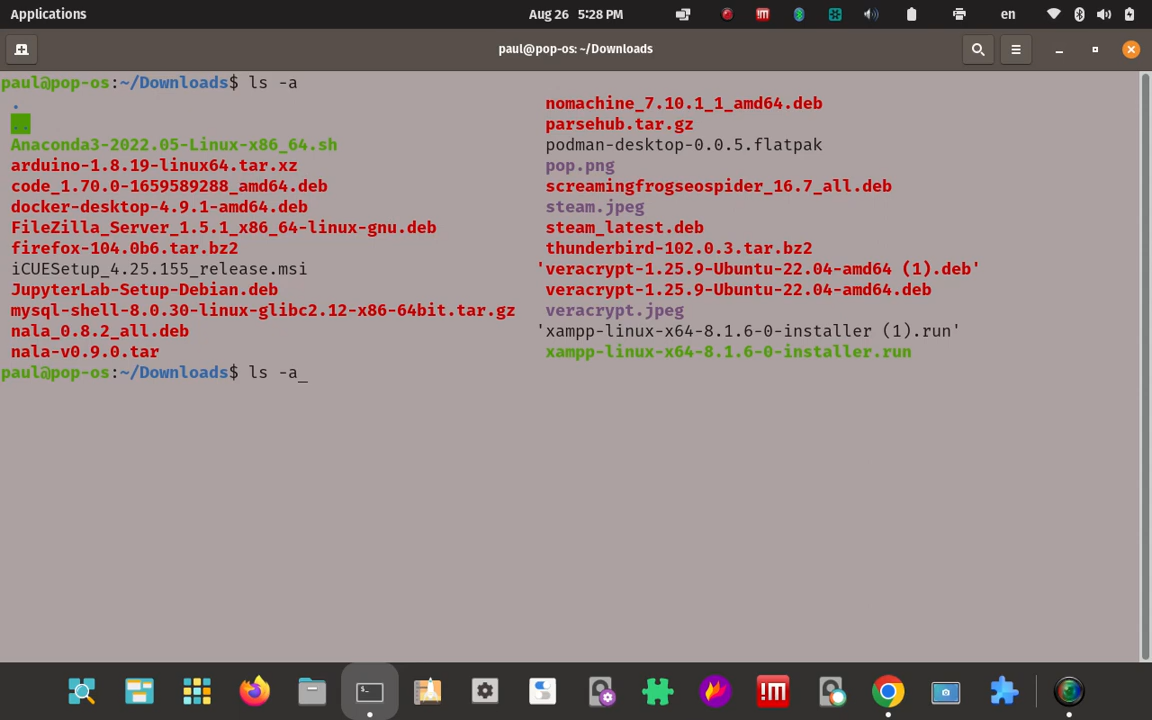 Applications
Aug 26 5:28 PM
en
paul@pop-os: ~/Downloads
paul@pop-os:~/Downloads$ ls -a
.
..
Anaconda3-2022.05-Linux-x86_64.sh
arduino-1.8.19-linux64.tar.xz
code_1.70.0-1659589288_amd64.deb
docker-desktop-4.9.1-amd64.deb
FileZilla_Server_1.5.1_x86_64-linux-gnu.deb
firefox-104.0b6.tar.bz2
iCUESetup_4.25.155_release.msi
JupyterLab-Setup-Debian.deb
mysql-shell-8.0.30-linux-glibc2.12-x86-64bit.tar.gz
nala_0.8.2_all.deb
nala-v0.9.0.tar
nomachine_7.10.1_1_amd64.deb
parsehub.tar.gz
podman-desktop-0.0.5.flatpak
pop.png
screamingfrogseospider_16.7_all.deb
steam.jpeg
steam_latest.deb
thunderbird-102.0.3.tar.bz2
'veracrypt-1.25.9-Ubuntu-22.04-amd64 (1).deb'
veracrypt-1.25.9-Ubuntu-22.04-amd64.deb
veracrypt.jpeg
'xampp-linux-x64-8.1.6-0-installer (1).run'
xampp-linux-x64-8.1.6-0-installer.run
paul@pop-os:~/Downloads$ ls -a_
!M